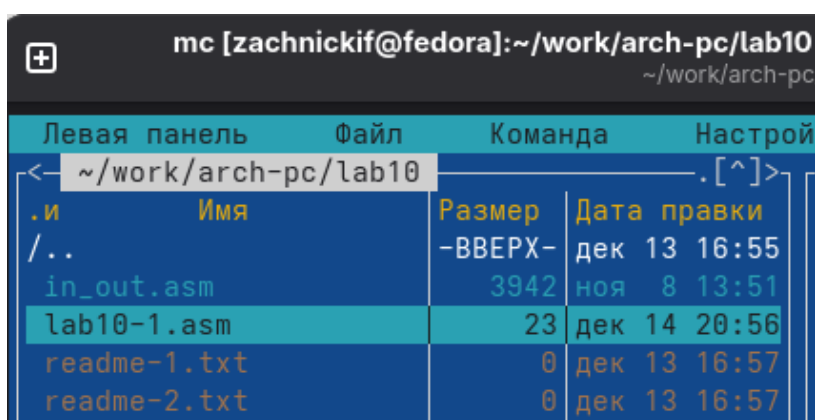 mc [zachnickif@fedora]:~/work/arch-pc/lab10
~/work/arch-pc
Левая панель Файл Команда Настрой
<─ ~/work/arch-pc/lab10 ─.[^]>
.и Имя Размер Дата правки
/.. -ВВЕРХ- дек 13 16:55
in_out.asm 3942 ноя 8 13:51
lab10-1.asm 23 дек 14 20:56
readme-1.txt 0 дек 13 16:57
readme-2.txt 0 дек 13 16:57